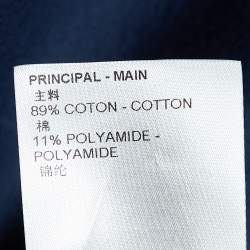 PRINCIPAL - MAIN
主料
89% COTON - COTTON
棉
11% POLYAMIDE -
POLYAMIDE
锦纶